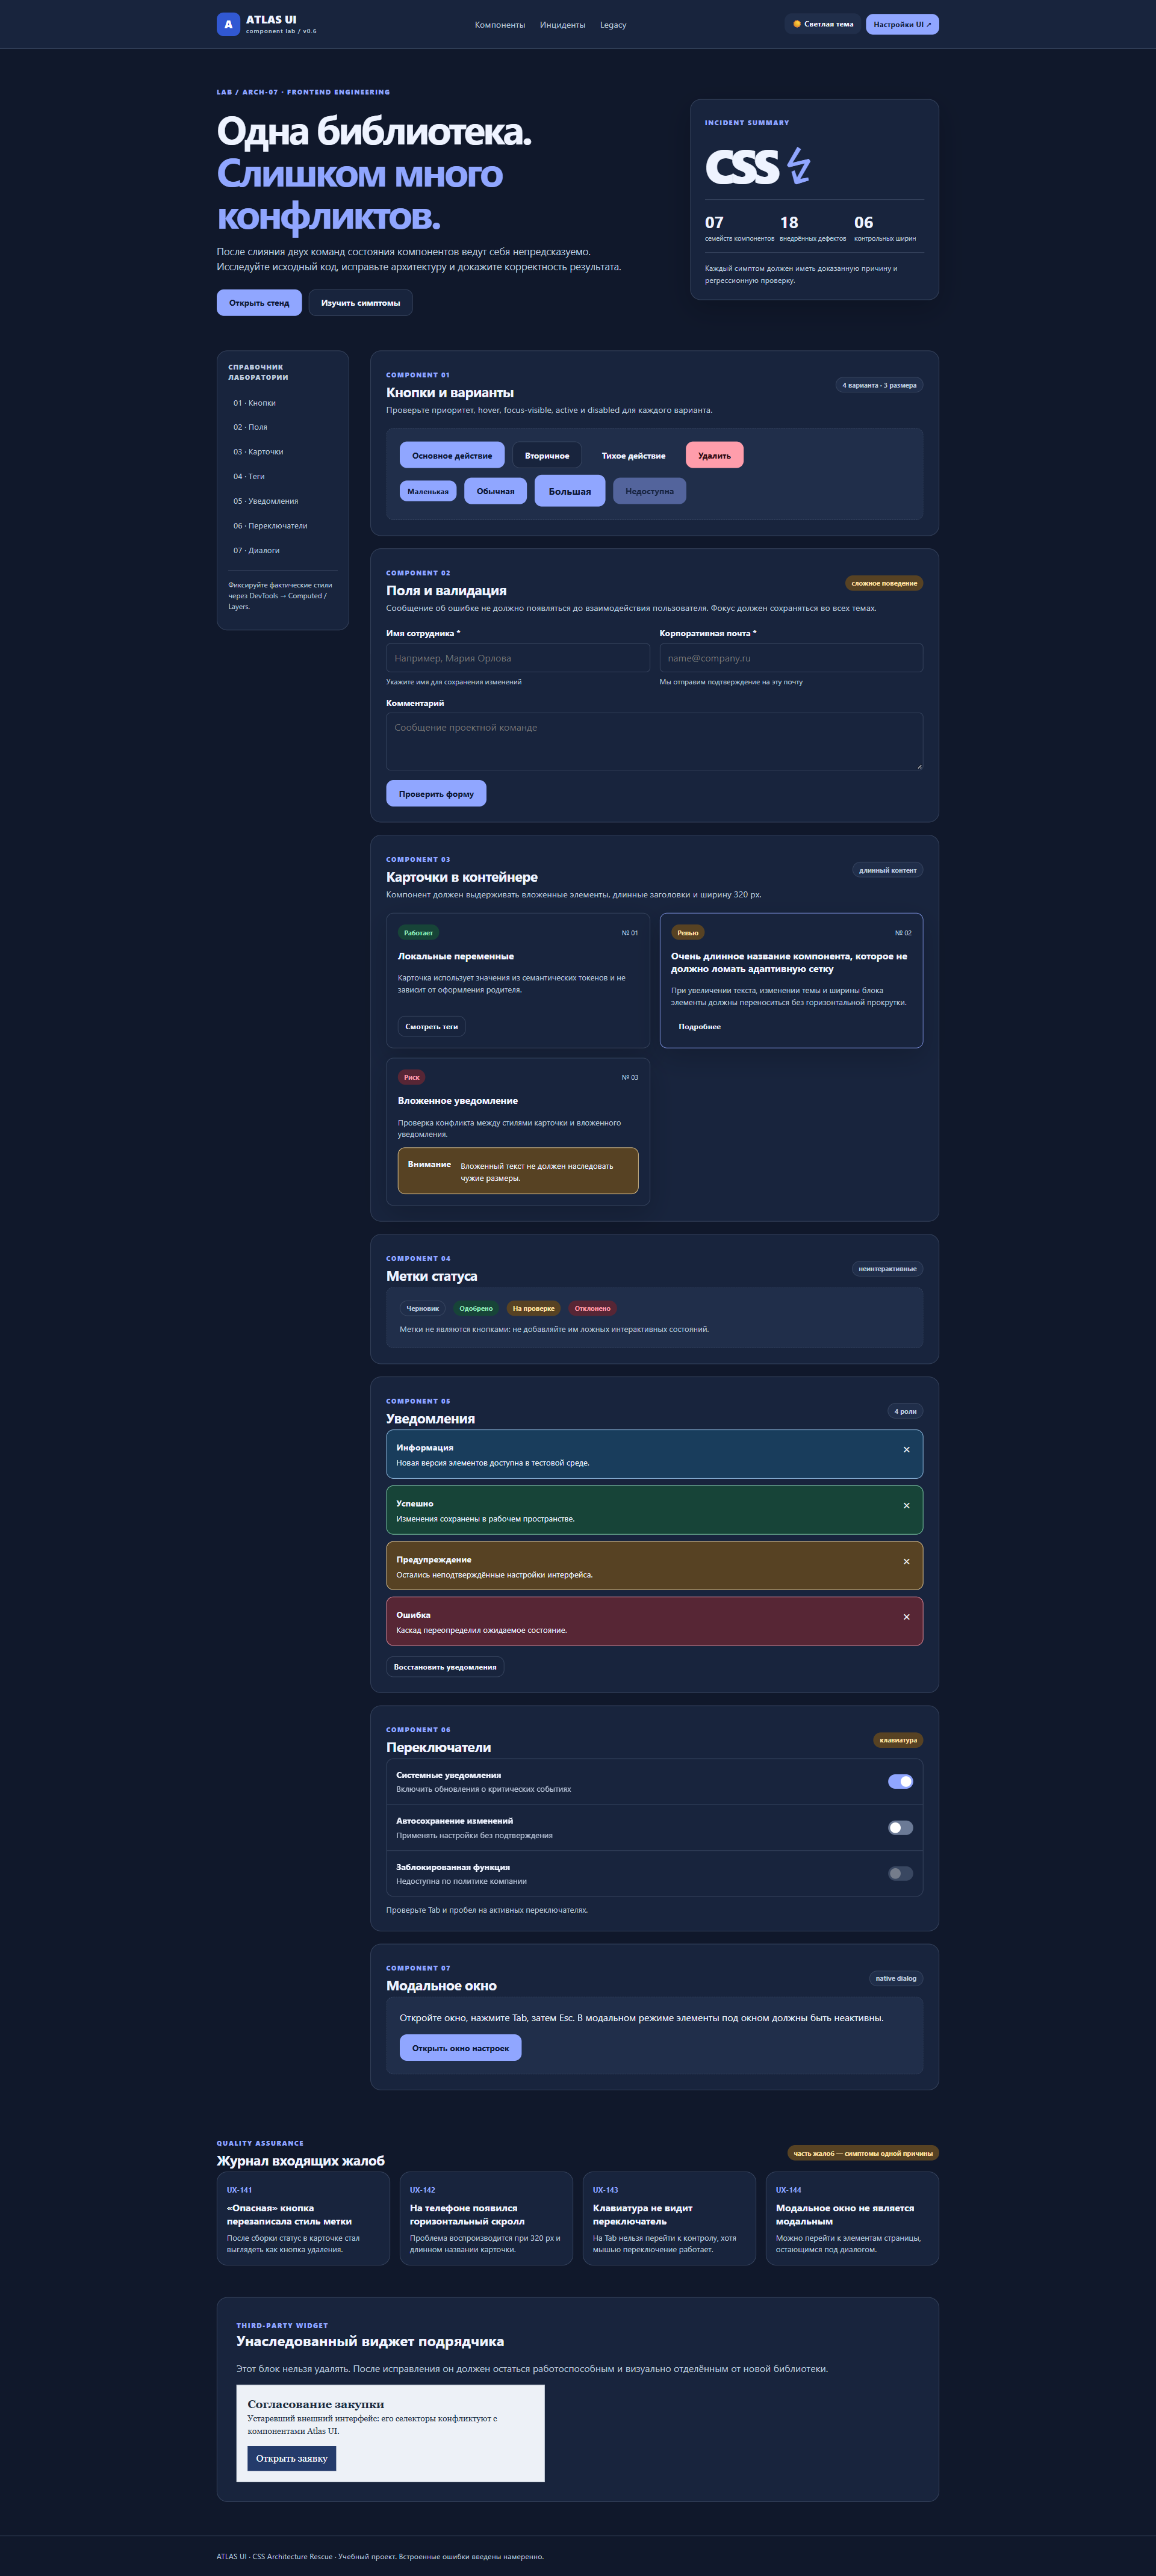 A
ATLAS UI
component lab / v0.6
Компоненты
Инциденты
Legacy
Светлая тема
Настройки UI ↗
LAB / ARCH-07 · FRONTEND ENGINEERING
Одна библиотека.
Слишком много
конфликтов.
После слияния двух команд состояния компонентов ведут себя непредсказуемо.
Исследуйте исходный код, исправьте архитектуру и докажите корректность результата.
Открыть стенд
Изучить симптомы
INCIDENT SUMMARY
CSS↯
07
семейств компонентов
18
внедрённых дефектов
06
контрольных ширин
Каждый симптом должен иметь доказанную причину и
регрессионную проверку.
СПРАВОЧНИК
ЛАБОРАТОРИИ
01 · Кнопки
02 · Поля
03 · Карточки
04 · Теги
05 · Уведомления
06 · Переключатели
07 · Диалоги
Фиксируйте фактические стили
через DevTools → Computed /
Layers.
COMPONENT 01
Кнопки и варианты
Проверьте приоритет, hover, focus-visible, active и disabled для каждого варианта.
4 варианта · 3 размера
Основное действие
Вторичное
Тихое действие
Удалить
Маленькая
Обычная
Большая
Недоступна
COMPONENT 02
Поля и валидация
Сообщение об ошибке не должно появляться до взаимодействия пользователя. Фокус должен сохраняться во всех темах.
сложное поведение
Имя сотрудника *
Например, Мария Орлова
Укажите имя для сохранения изменений
Корпоративная почта *
name@company.ru
Мы отправим подтверждение на эту почту
Комментарий
Сообщение проектной команде
Проверить форму
COMPONENT 03
Карточки в контейнере
Компонент должен выдерживать вложенные элементы, длинные заголовки и ширину 320 px.
длинный контент
Работает
№ 01
Локальные переменные
Карточка использует значения из семантических токенов и не
зависит от оформления родителя.
Смотреть теги
Ревью
№ 02
Очень длинное название компонента, которое не
должно ломать адаптивную сетку
При увеличении текста, изменении темы и ширины блока
элементы должны переноситься без горизонтальной прокрутки.
Подробнее
Риск
№ 03
Вложенное уведомление
Проверка конфликта между стилями карточки и вложенного
уведомления.
Внимание
Вложенный текст не должен наследовать
чужие размеры.
COMPONENT 04
Метки статуса
неинтерактивные
Черновик
Одобрено
На проверке
Отклонено
Метки не являются кнопками: не добавляйте им ложных интерактивных состояний.
COMPONENT 05
Уведомления
4 роли
Информация
Новая версия элементов доступна в тестовой среде.
×
Успешно
Изменения сохранены в рабочем пространстве.
×
Предупреждение
Остались неподтверждённые настройки интерфейса.
×
Ошибка
Каскад переопределил ожидаемое состояние.
×
Восстановить уведомления
COMPONENT 06
Переключатели
клавиатура
Системные уведомления
Включить обновления о критических событиях
Автосохранение изменений
Применять настройки без подтверждения
Заблокированная функция
Недоступна по политике компании
Проверьте Tab и пробел на активных переключателях.
COMPONENT 07
Модальное окно
native dialog
Откройте окно, нажмите Tab, затем Esc. В модальном режиме элементы под окном должны быть неактивны.
Открыть окно настроек
QUALITY ASSURANCE
Журнал входящих жалоб
часть жалоб — симптомы одной причины
UX-141
«Опасная» кнопка
перезаписала стиль метки
После сборки статус в карточке стал
выглядеть как кнопка удаления.
UX-142
На телефоне появился
горизонтальный скролл
Проблема воспроизводится при 320 px и
длинном названии карточки.
UX-143
Клавиатура не видит
переключатель
На Tab нельзя перейти к контролу, хотя
мышью переключение работает.
UX-144
Модальное окно не является
модальным
Можно перейти к элементам страницы,
остающимся под диалогом.
THIRD-PARTY WIDGET
Унаследованный виджет подрядчика
Этот блок нельзя удалять. После исправления он должен остаться работоспособным и визуально отделённым от новой библиотеки.
Согласование закупки
Устаревший внешний интерфейс: его селекторы конфликтуют с
компонентами Atlas UI.
Открыть заявку
ATLAS UI · CSS Architecture Rescue · Учебный проект. Встроенные ошибки введены намеренно.